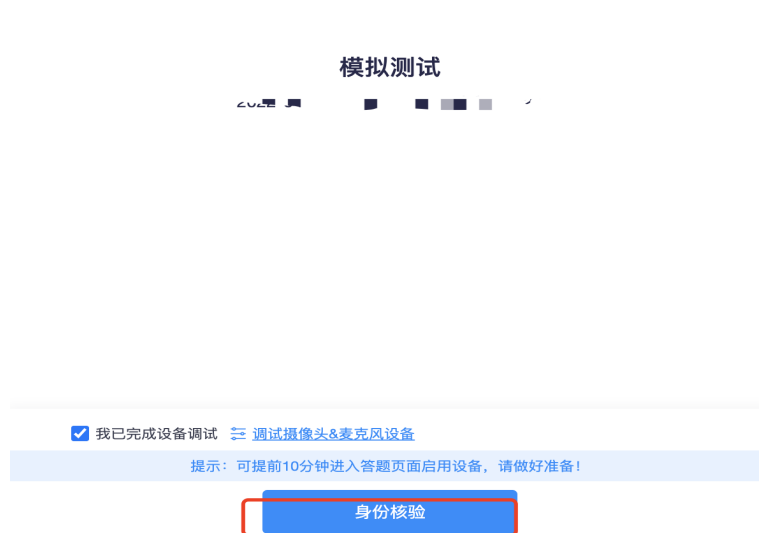 模拟测试
我已完成设备调试 调试摄像头&麦克风设备
提示：可提前10分钟进入答题页面启用设备，请做好准备！
身份核验